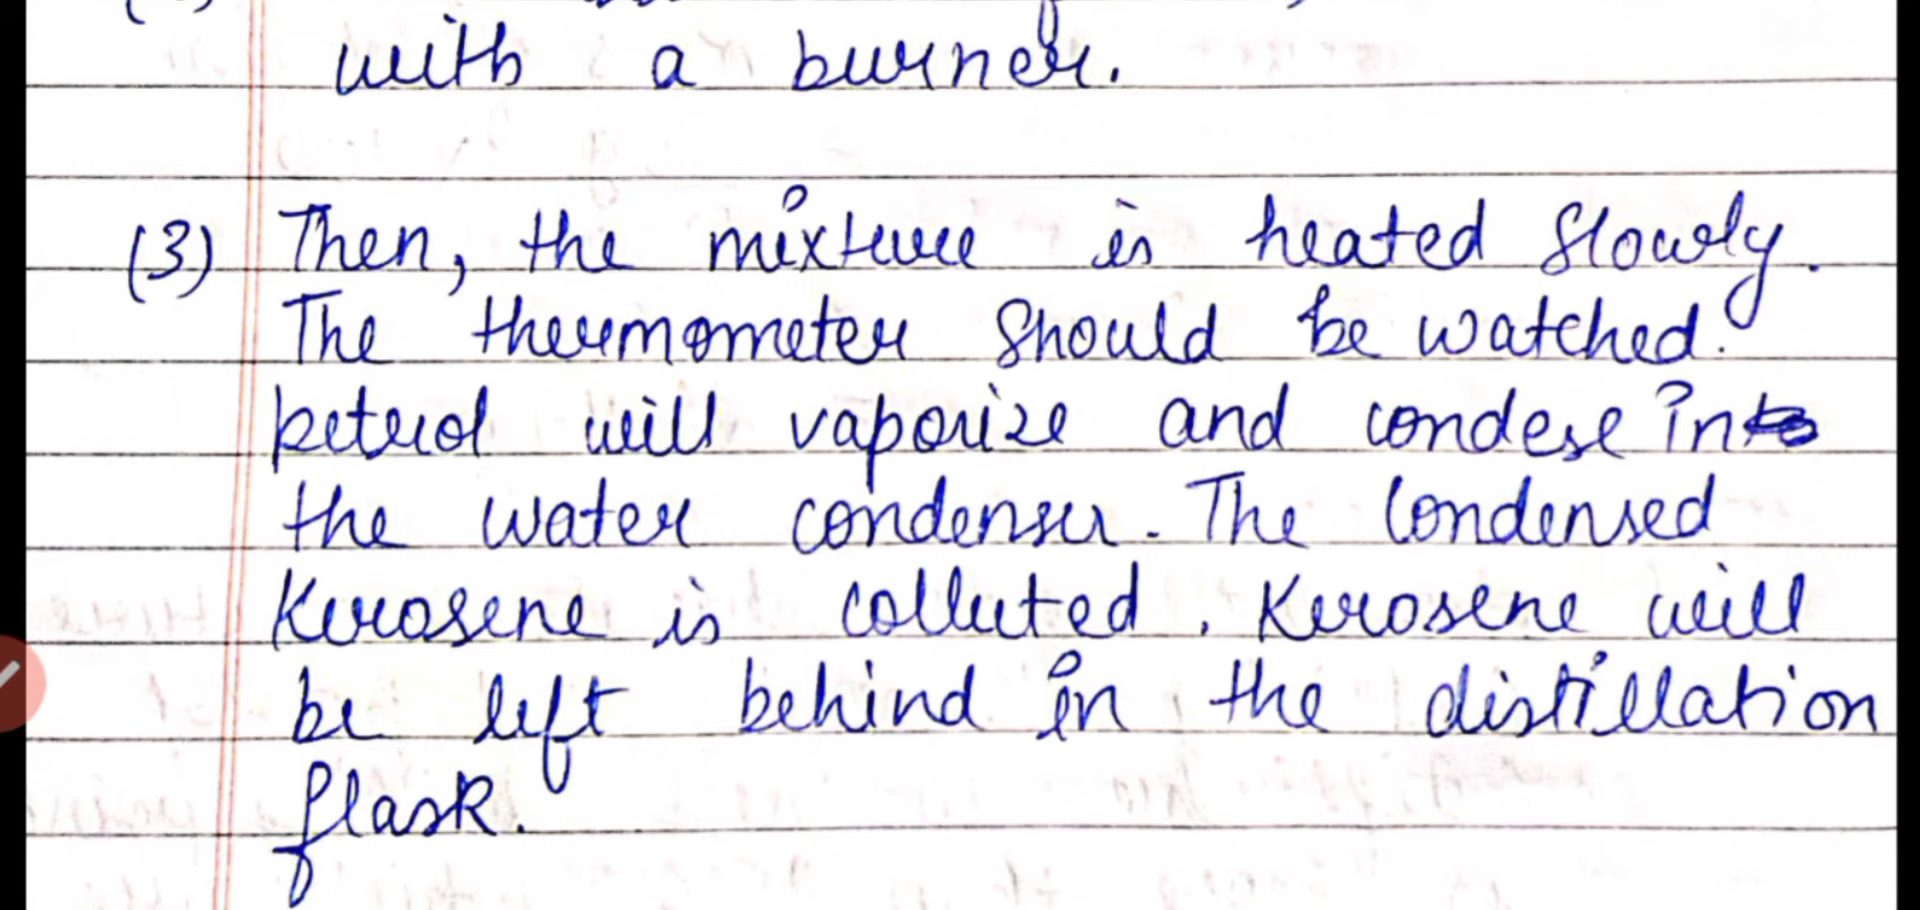 with a burner.
(3) Then, the mixture is heated slowly.
The thermometer should be watched.
petrol will vaporize and condese in
the water condenser. The Condensed
Kerosene is collected. Kerosene will
be left behind in the distillation
flask.